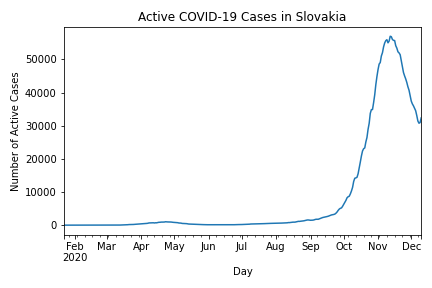 Active COVID-19 Cases in Slovakia
Number of Active Cases
50000
40000
30000
20000
10000
0
Feb Mar Apr May Jun Jul Aug Sep Oct Nov Dec
2020
Day